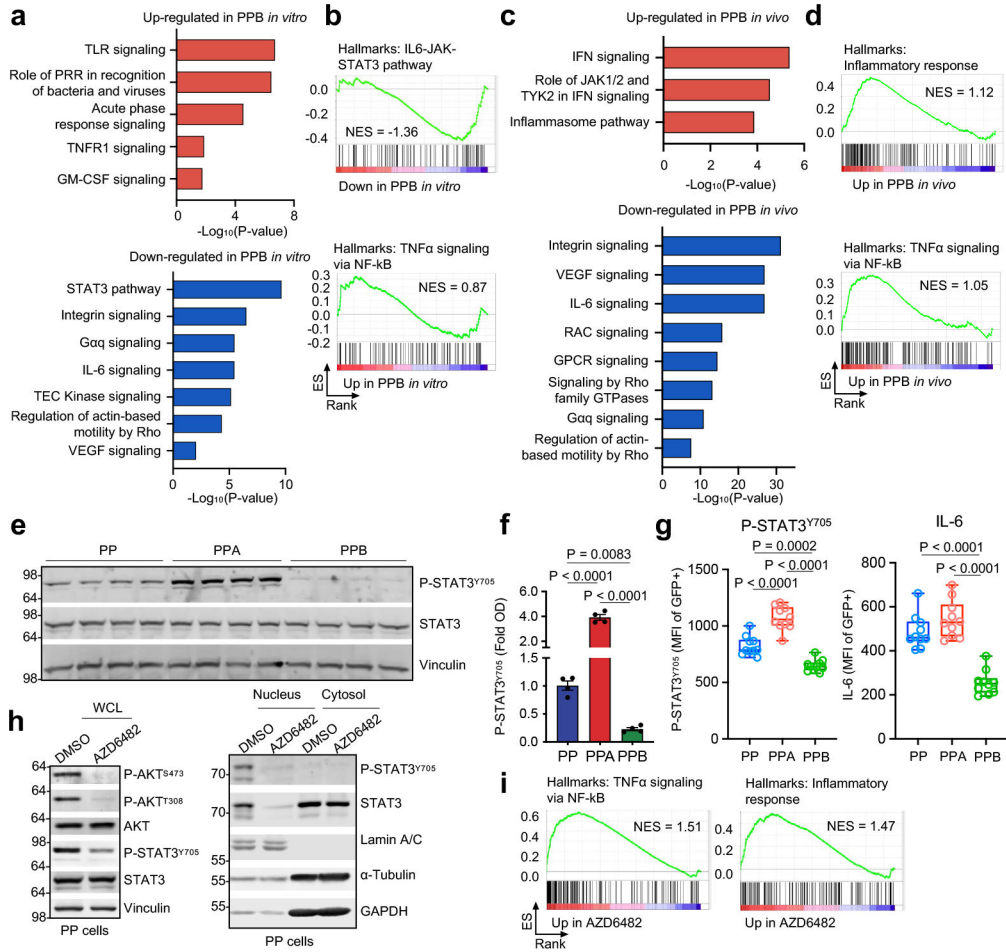 a
Up-regulated in PPB in vitro
TLR signaling
Role of PRR in recognition
of bacteria and viruses
Acute phase
response signaling
TNFR1 signaling
GM-CSF signaling
0 4 8
-Log₁₀(P-value)
Down-regulated in PPB in vitro
STAT3 pathway
Integrin signaling
Gαq signaling
IL-6 signaling
TEC Kinase signaling
Regulation of actin-based
motility by Rho
VEGF signaling
0 5 10
-Log₁₀(P-value)
b
Hallmarks: IL6-JAK-
STAT3 pathway
0.0
-0.2
-0.4
NES = -1.36
Down in PPB in vitro
Hallmarks: TNFα signaling
via NF-kB
0.3
0.2
0.1
0.0
-0.1
-0.2
NES = 0.87
Up in PPB in vitro
ES
Rank
c
Up-regulated in PPB in vivo
IFN signaling
Role of JAK1/2 and
TYK2 in IFN signaling
Inflammasome pathway
0 2 4 6
-Log₁₀(P-value)
Down-regulated in PPB in vivo
Integrin signaling
VEGF signaling
IL-6 signaling
RAC signaling
GPCR signaling
Signaling by Rho
family GTPases
Gαq signaling
Regulation of actin-
based motility by Rho
0 10 20 30
-Log₁₀(P-value)
d
Hallmarks:
Inflammatory response
0.4
0.2
0.0
NES = 1.12
Up in PPB in vivo
Hallmarks: TNFα signaling
via NF-kB
0.3
0.2
0.1
0.0
NES = 1.05
Up in PPB in vivo
ES
Rank
e
PP PPA PPB
98
64
P-STAT3Y705
98
64
STAT3
98
Vinculin
f
P = 0.0083
P < 0.0001
P < 0.0001
P-STAT3Y705 (Fold OD)
6.0
4.5
3.0
1.5
1.0
0.5
0.0
PP PPA PPB
g
P-STAT3Y705
P = 0.0002
P < 0.0001
P < 0.0001
P-STAT3Y705 (MFI of GFP+)
1500
1000
500
0
PP PPA PPB
IL-6
P < 0.0001
P < 0.0001
IL-6 (MFI of GFP+)
800
600
400
200
0
PP PPA PPB
h
WCL
DMSO
AZD6482
64
P-AKTS473
64
P-AKTT308
64
AKT
98
64
P-STAT3Y705
64
STAT3
98
Vinculin
PP cells
Nucleus Cytosol
DMSO
AZD6482
DMSO
AZD6482
70
P-STAT3Y705
70
STAT3
55
Lamin A/C
55
α-Tubulin
55
GAPDH
PP cells
i
Hallmarks: TNFα signaling
via NF-kB
0.6
0.4
0.2
0.0
NES = 1.51
Up in AZD6482
ES
Rank
Hallmarks: Inflammatory
response
0.6
0.4
0.2
0.0
NES = 1.47
Up in AZD6482